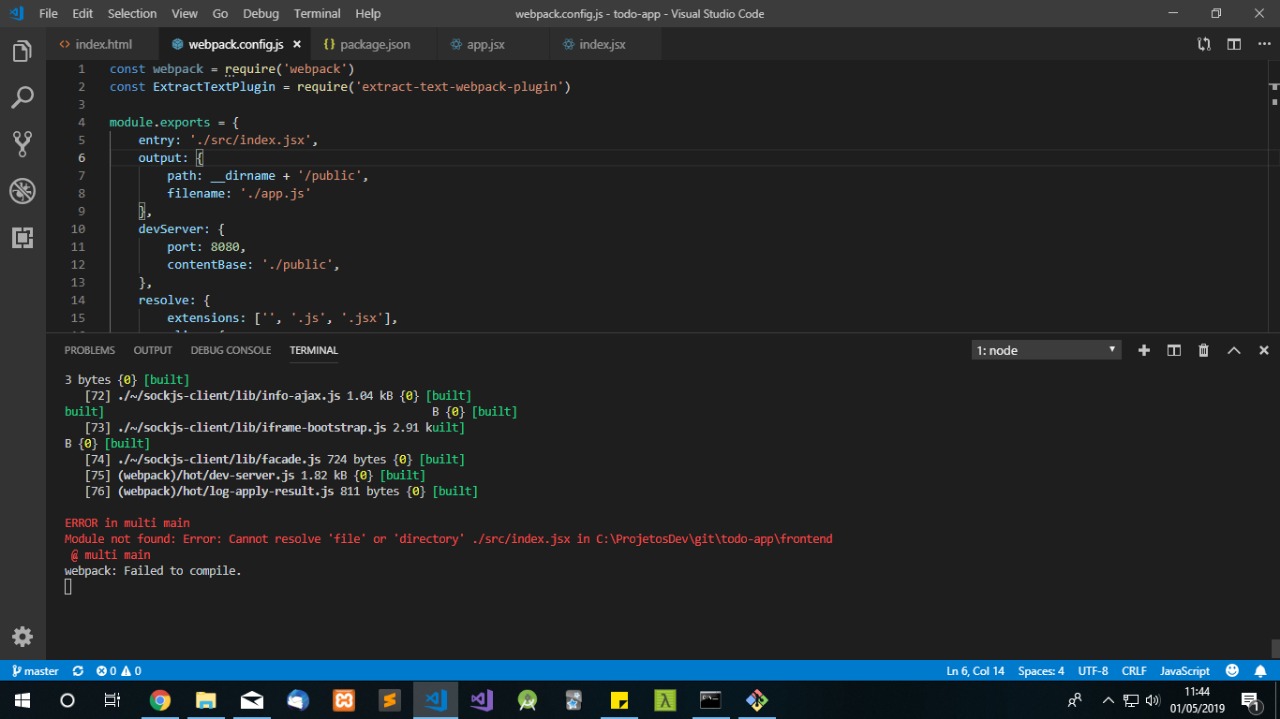 File Edit Selection View Go Debug Terminal Help webpack.config.js - todo-app - Visual Studio Code
<> index.html webpack.config.js × {} package.json app.jsx index.jsx
1 const webpack = require('webpack')
2 const ExtractTextPlugin = require('extract-text-webpack-plugin')
3
4 module.exports = {
5 entry: './src/index.jsx',
6 output: {
7 path: __dirname + '/public',
8 filename: './app.js'
9 },
10 devServer: {
11 port: 8080,
12 contentBase: './public',
13 },
14 resolve: {
15 extensions: ['', '.js', '.jsx'],
PROBLEMS OUTPUT DEBUG CONSOLE TERMINAL 1: node
3 bytes {0} [built]
[72] ./~/sockjs-client/lib/info-ajax.js 1.04 kB {0} [built]
built] B {0} [built]
[73] ./~/sockjs-client/lib/iframe-bootstrap.js 2.91 kuilt]
B {0} [built]
[74] ./~/sockjs-client/lib/facade.js 724 bytes {0} [built]
[75] (webpack)/hot/dev-server.js 1.82 kB {0} [built]
[76] (webpack)/hot/log-apply-result.js 811 bytes {0} [built]
ERROR in multi main
Module not found: Error: Cannot resolve 'file' or 'directory' ./src/index.jsx in C:\ProjetosDev\git\todo-app\frontend
@ multi main
webpack: Failed to compile.
master 0 0 Ln 6, Col 14 Spaces: 4 UTF-8 CRLF JavaScript
11:44
01/05/2019
1